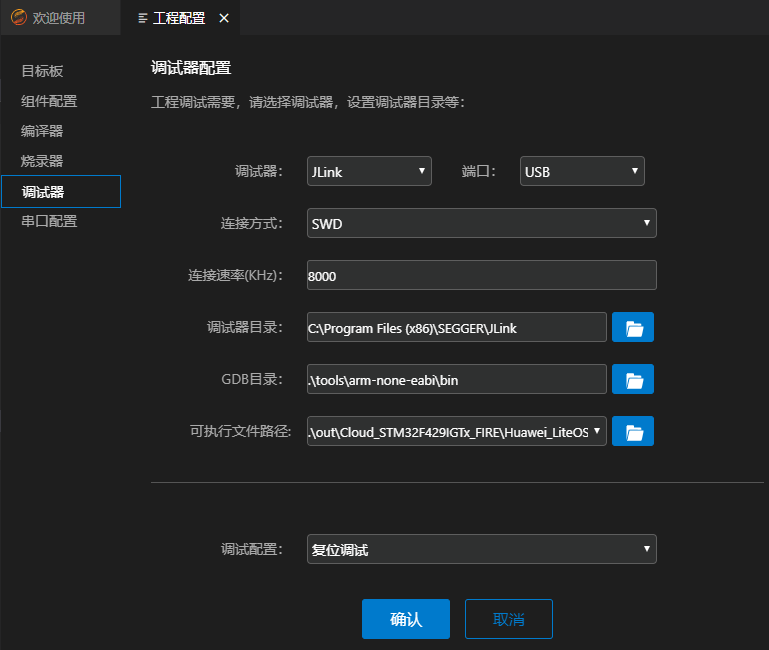 欢迎使用
工程配置 ×
目标板
组件配置
编译器
烧录器
调试器
串口配置
调试器配置
工程调试需要，请选择调试器，设置调试器目录等：
调试器： JLink 端口： USB
连接方式： SWD
连接速率(KHz)： 8000
调试器目录： C:\Program Files (x86)\SEGGER\JLink
GDB目录： .\tools\arm-none-eabi\bin
可执行文件路径: .\out\Cloud_STM32F429IGTx_FIRE\Huawei_LiteOS
调试配置： 复位调试
确认 取消